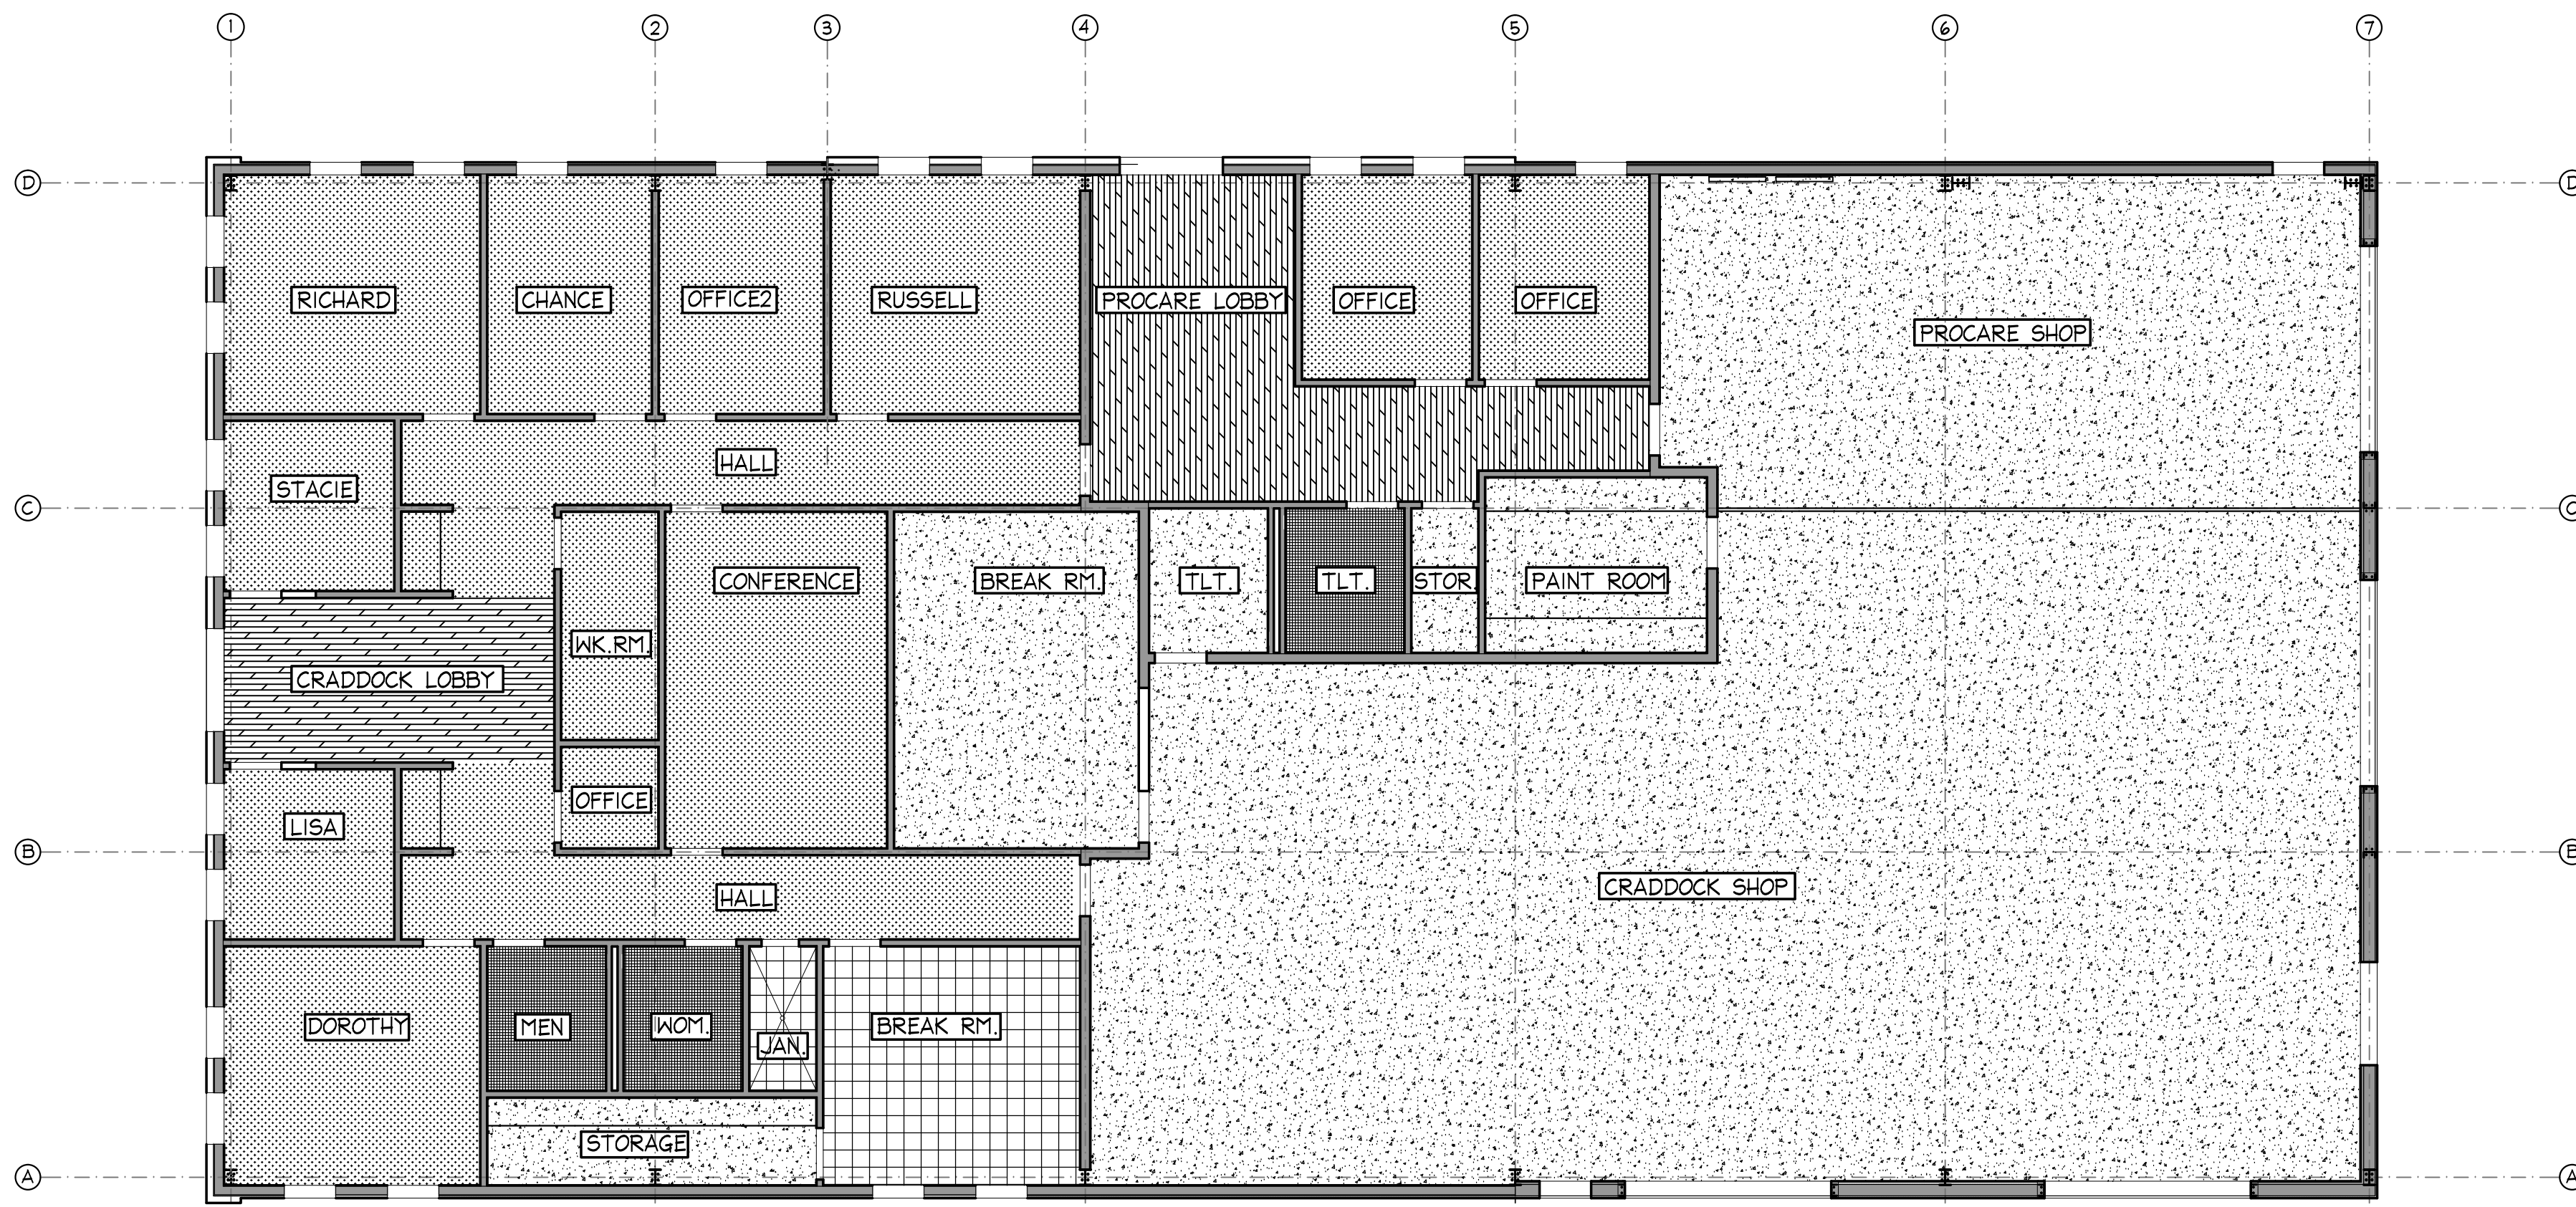 1 2 3 4 5 6 7
D D
RICHARD CHANCE OFFICE2 RUSSELL PROCARE LOBBY OFFICE OFFICE
PROCARE SHOP
HALL
STACIE
C C
CONFERENCE BREAK RM. TLT. TLT. STOR. PAINT ROOM
WK.RM.
CRADDOCK LOBBY
OFFICE
LISA
B B
HALL CRADDOCK SHOP
DOROTHY MEN WOM. BREAK RM.
JAN.
STORAGE
A A